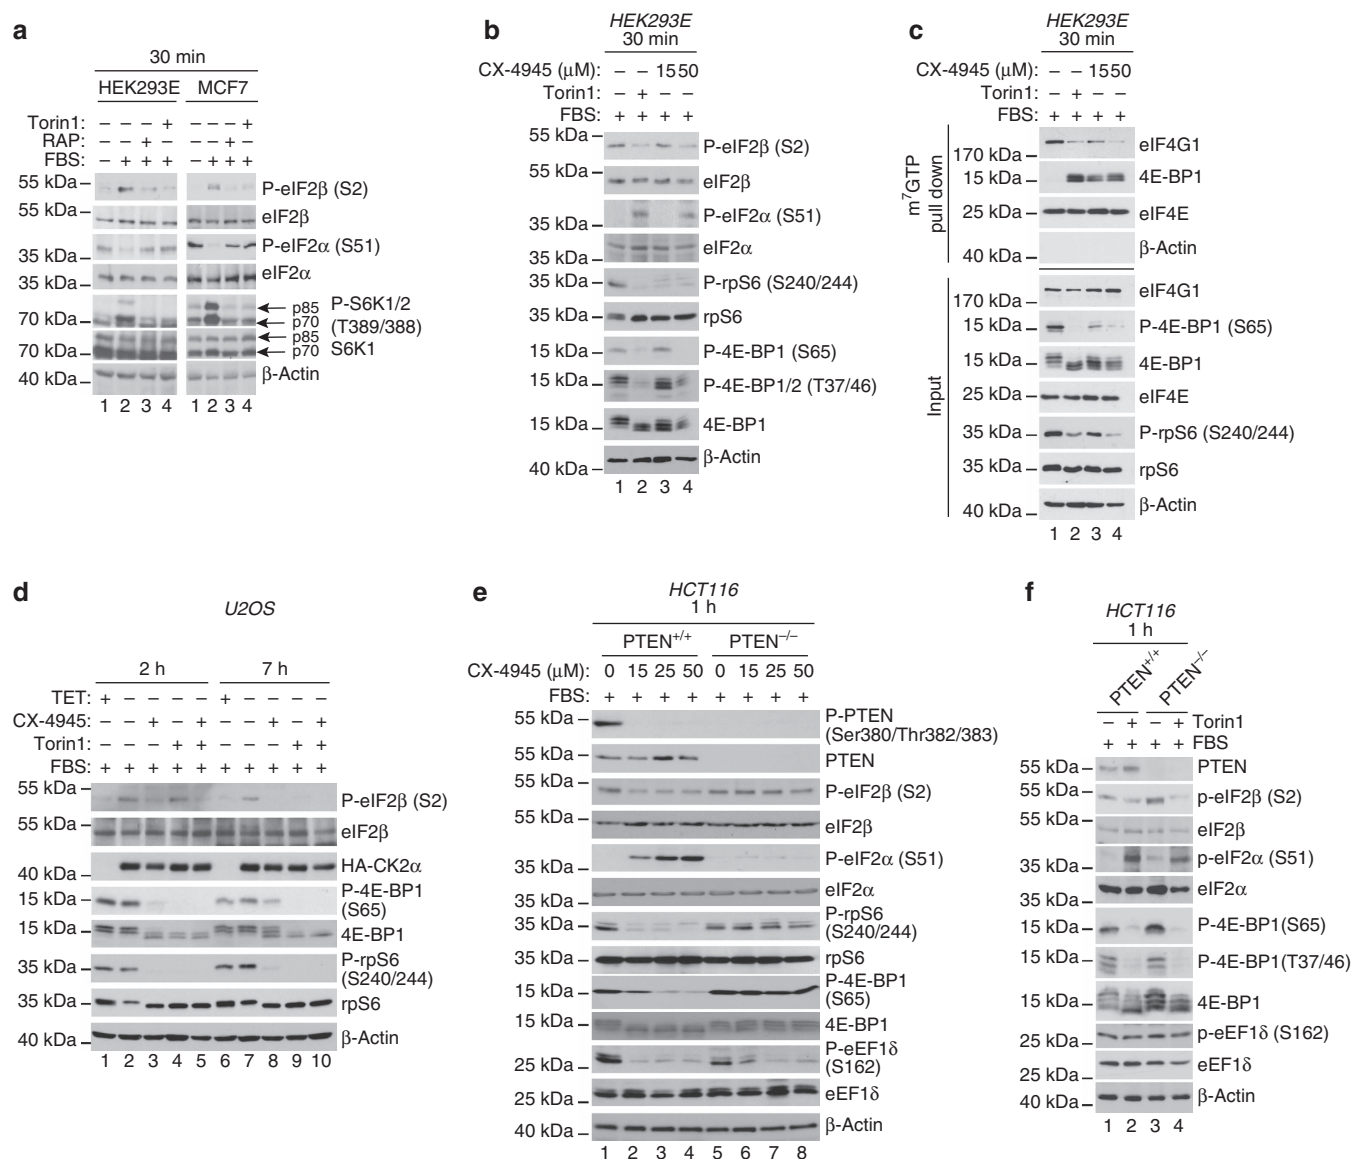 a
30 min
HEK293E MCF7
Torin1: – – – + – – – +
RAP: – – + – – – + –
FBS: – + + + – + + +
55 kDa P-eIF2β (S2)
55 kDa eIF2β
35 kDa P-eIF2α (S51)
35 kDa eIF2α
p85 P-S6K1/2
70 kDa p70 (T389/388)
p85
70 kDa p70 S6K1
40 kDa β-Actin
1 2 3 4 1 2 3 4
b
HEK293E
30 min
CX-4945 (μM): – – 15 50
Torin1: – + – –
FBS: + + + +
55 kDa P-eIF2β (S2)
55 kDa eIF2β
35 kDa P-eIF2α (S51)
eIF2α
35 kDa P-rpS6 (S240/244)
35 kDa rpS6
15 kDa P-4E-BP1 (S65)
15 kDa P-4E-BP1/2 (T37/46)
15 kDa 4E-BP1
40 kDa β-Actin
1 2 3 4
c
HEK293E
30 min
CX-4945 (μM): – – 15 50
Torin1: – + – –
FBS: + + + +
m7GTP
pull down
170 kDa eIF4G1
15 kDa 4E-BP1
25 kDa eIF4E
40 kDa β-Actin
Input
170 kDa eIF4G1
15 kDa P-4E-BP1 (S65)
15 kDa 4E-BP1
25 kDa eIF4E
35 kDa P-rpS6 (S240/244)
35 kDa rpS6
40 kDa β-Actin
1 2 3 4
d
U2OS
2 h 7 h
TET: + – – – – + – – – –
CX-4945: – – + – + – – + – +
Torin1: – – – + + – – – + +
FBS: + + + + + + + + + +
55 kDa P-eIF2β (S2)
55 kDa eIF2β
40 kDa HA-CK2α
15 kDa P-4E-BP1
(S65)
15 kDa 4E-BP1
35 kDa P-rpS6
(S240/244)
35 kDa rpS6
40 kDa β-Actin
1 2 3 4 5 6 7 8 9 10
e
HCT116
1 h
PTEN+/+ PTEN–/–
CX-4945 (μM): 0 15 25 50 0 15 25 50
FBS: + + + + + + + +
55 kDa P-PTEN
(Ser380/Thr382/383)
55 kDa PTEN
55 kDa P-eIF2β (S2)
55 kDa eIF2β
35 kDa P-eIF2α (S51)
35 kDa eIF2α
35 kDa P-rpS6
(S240/244)
35 kDa rpS6
15 kDa P-4E-BP1
(S65)
15 kDa 4E-BP1
25 kDa P-eEF1δ
(S162)
25 kDa eEF1δ
40 kDa β-Actin
1 2 3 4 5 6 7 8
f
HCT116
1 h
PTEN+/+ PTEN–/–
– + – + Torin1
+ + + + FBS
55 kDa PTEN
55 kDa p-eIF2β (S2)
55 kDa eIF2β
35 kDa p-eIF2α (S51)
35 kDa eIF2α
15 kDa P-4E-BP1(S65)
15 kDa P-4E-BP1(T37/46)
15 kDa 4E-BP1
25 kDa p-eEF1δ (S162)
25 kDa eEF1δ
40 kDa β-Actin
1 2 3 4